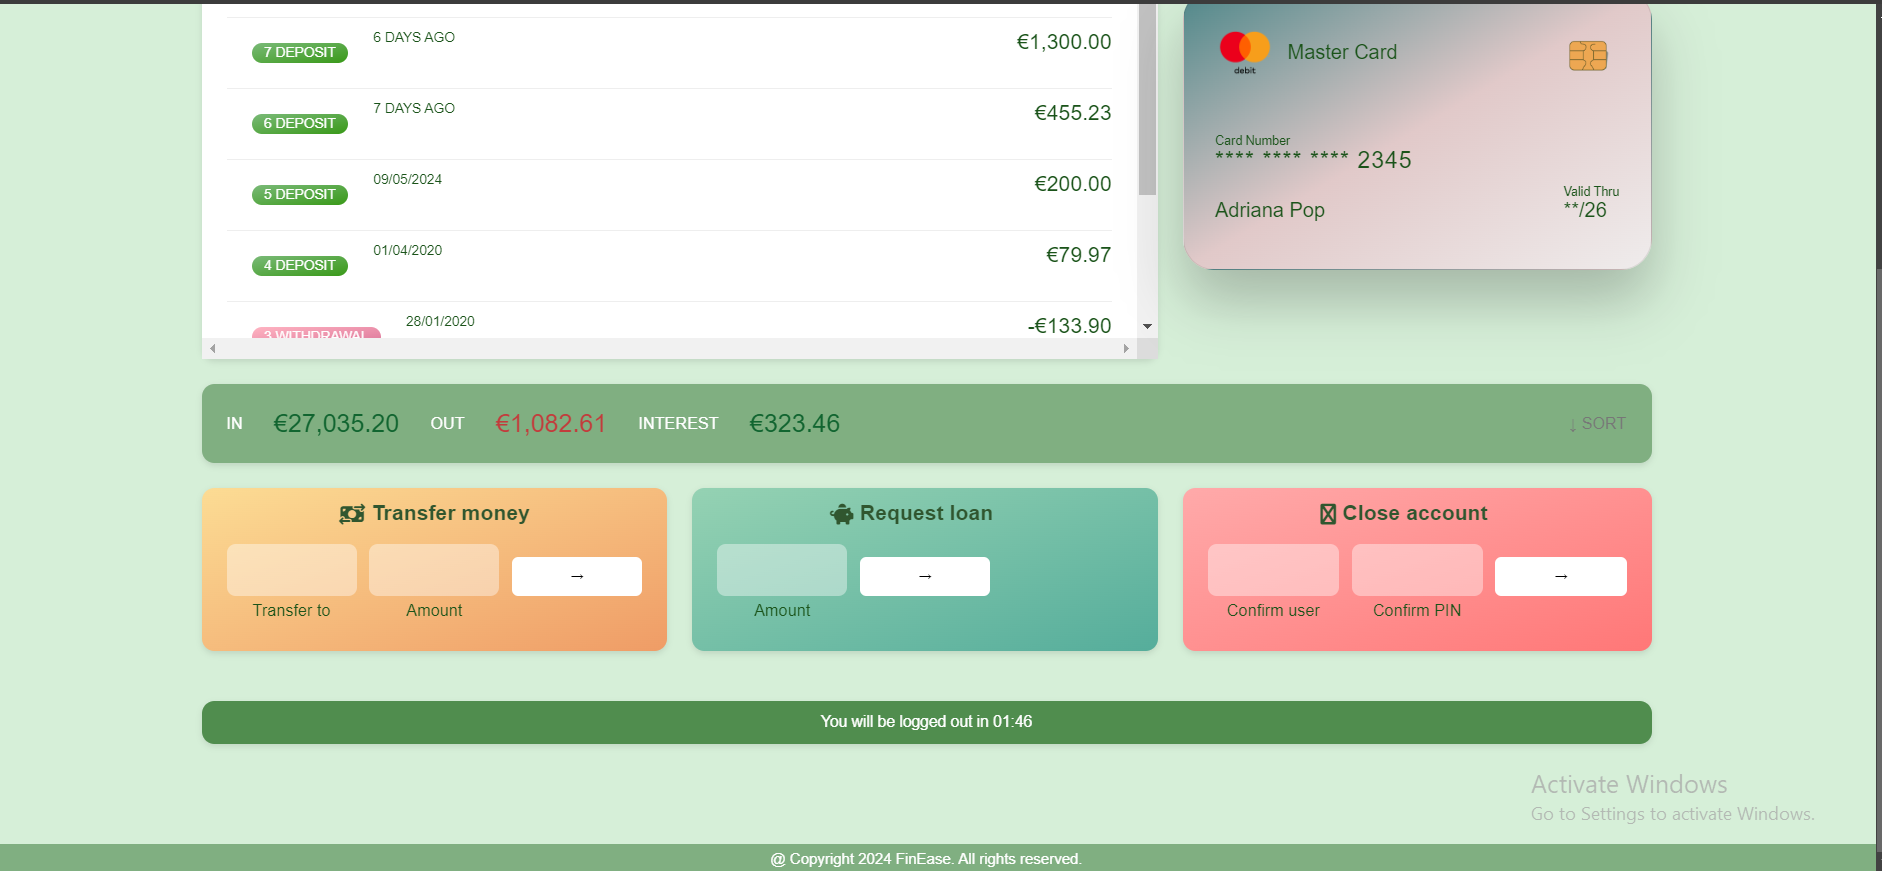 7 DEPOSIT
6 DAYS AGO
€1,300.00
6 DEPOSIT
7 DAYS AGO
€455.23
5 DEPOSIT
09/05/2024
€200.00
4 DEPOSIT
01/04/2020
€79.97
3 WITHDRAWAL
28/01/2020
-€133.90
debit
Master Card
Card Number
**** **** **** 2345
Adriana Pop
Valid Thru
**/26
IN €27,035.20 OUT €1,082.61 INTEREST €323.46
↓ SORT
Transfer money
→
Transfer to
Amount
Request loan
→
Amount
Close account
→
Confirm user
Confirm PIN
You will be logged out in 01:46
Activate Windows
Go to Settings to activate Windows.
@ Copyright 2024 FinEase. All rights reserved.